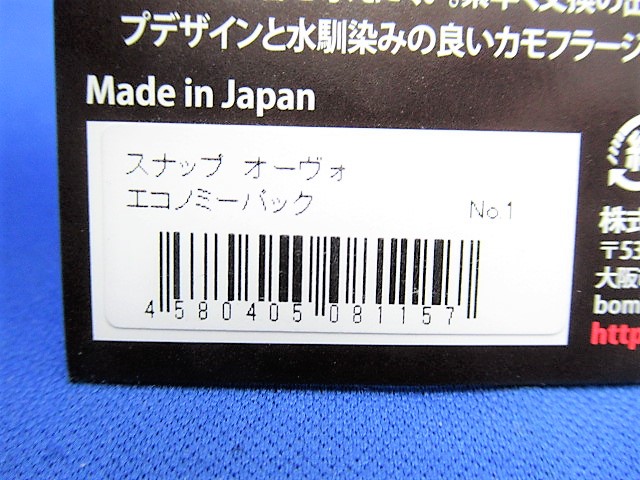 プデザインと水馴染みの良いカモフラージ
Made in Japan
スナップ オーヴォ
エコノミーパック
No.1
4580405081157
株式
〒53
大阪
bom
http